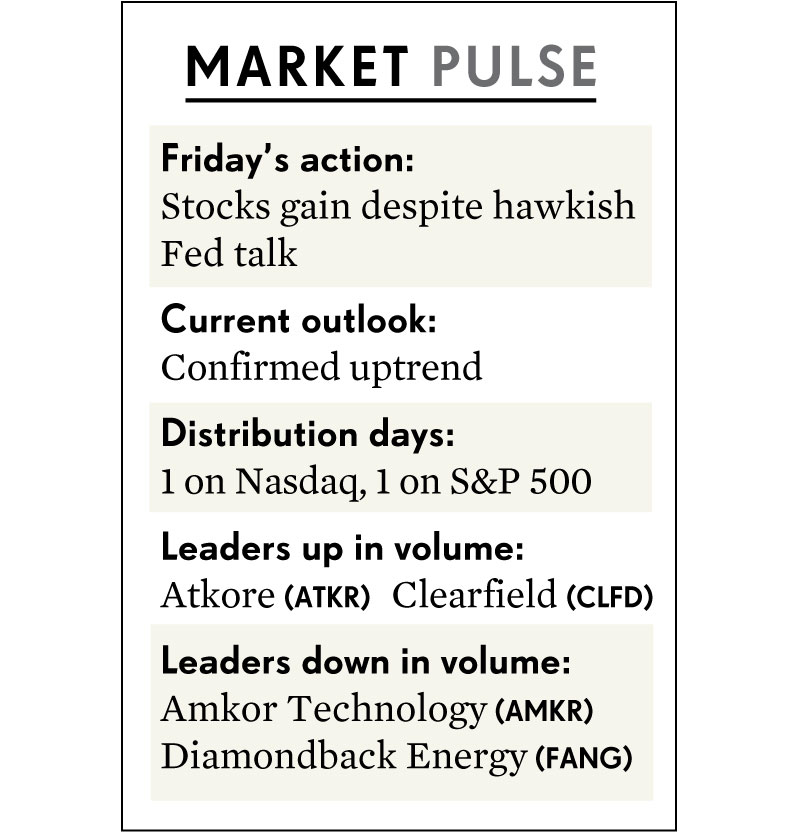 MARKET PULSE
Friday’s action:
Stocks gain despite hawkish
Fed talk
Current outlook:
Confirmed uptrend
Distribution days:
1 on Nasdaq, 1 on S&P 500
Leaders up in volume:
Atkore (ATKR) Clearfield (CLFD)
Leaders down in volume:
Amkor Technology (AMKR)
Diamondback Energy (FANG)